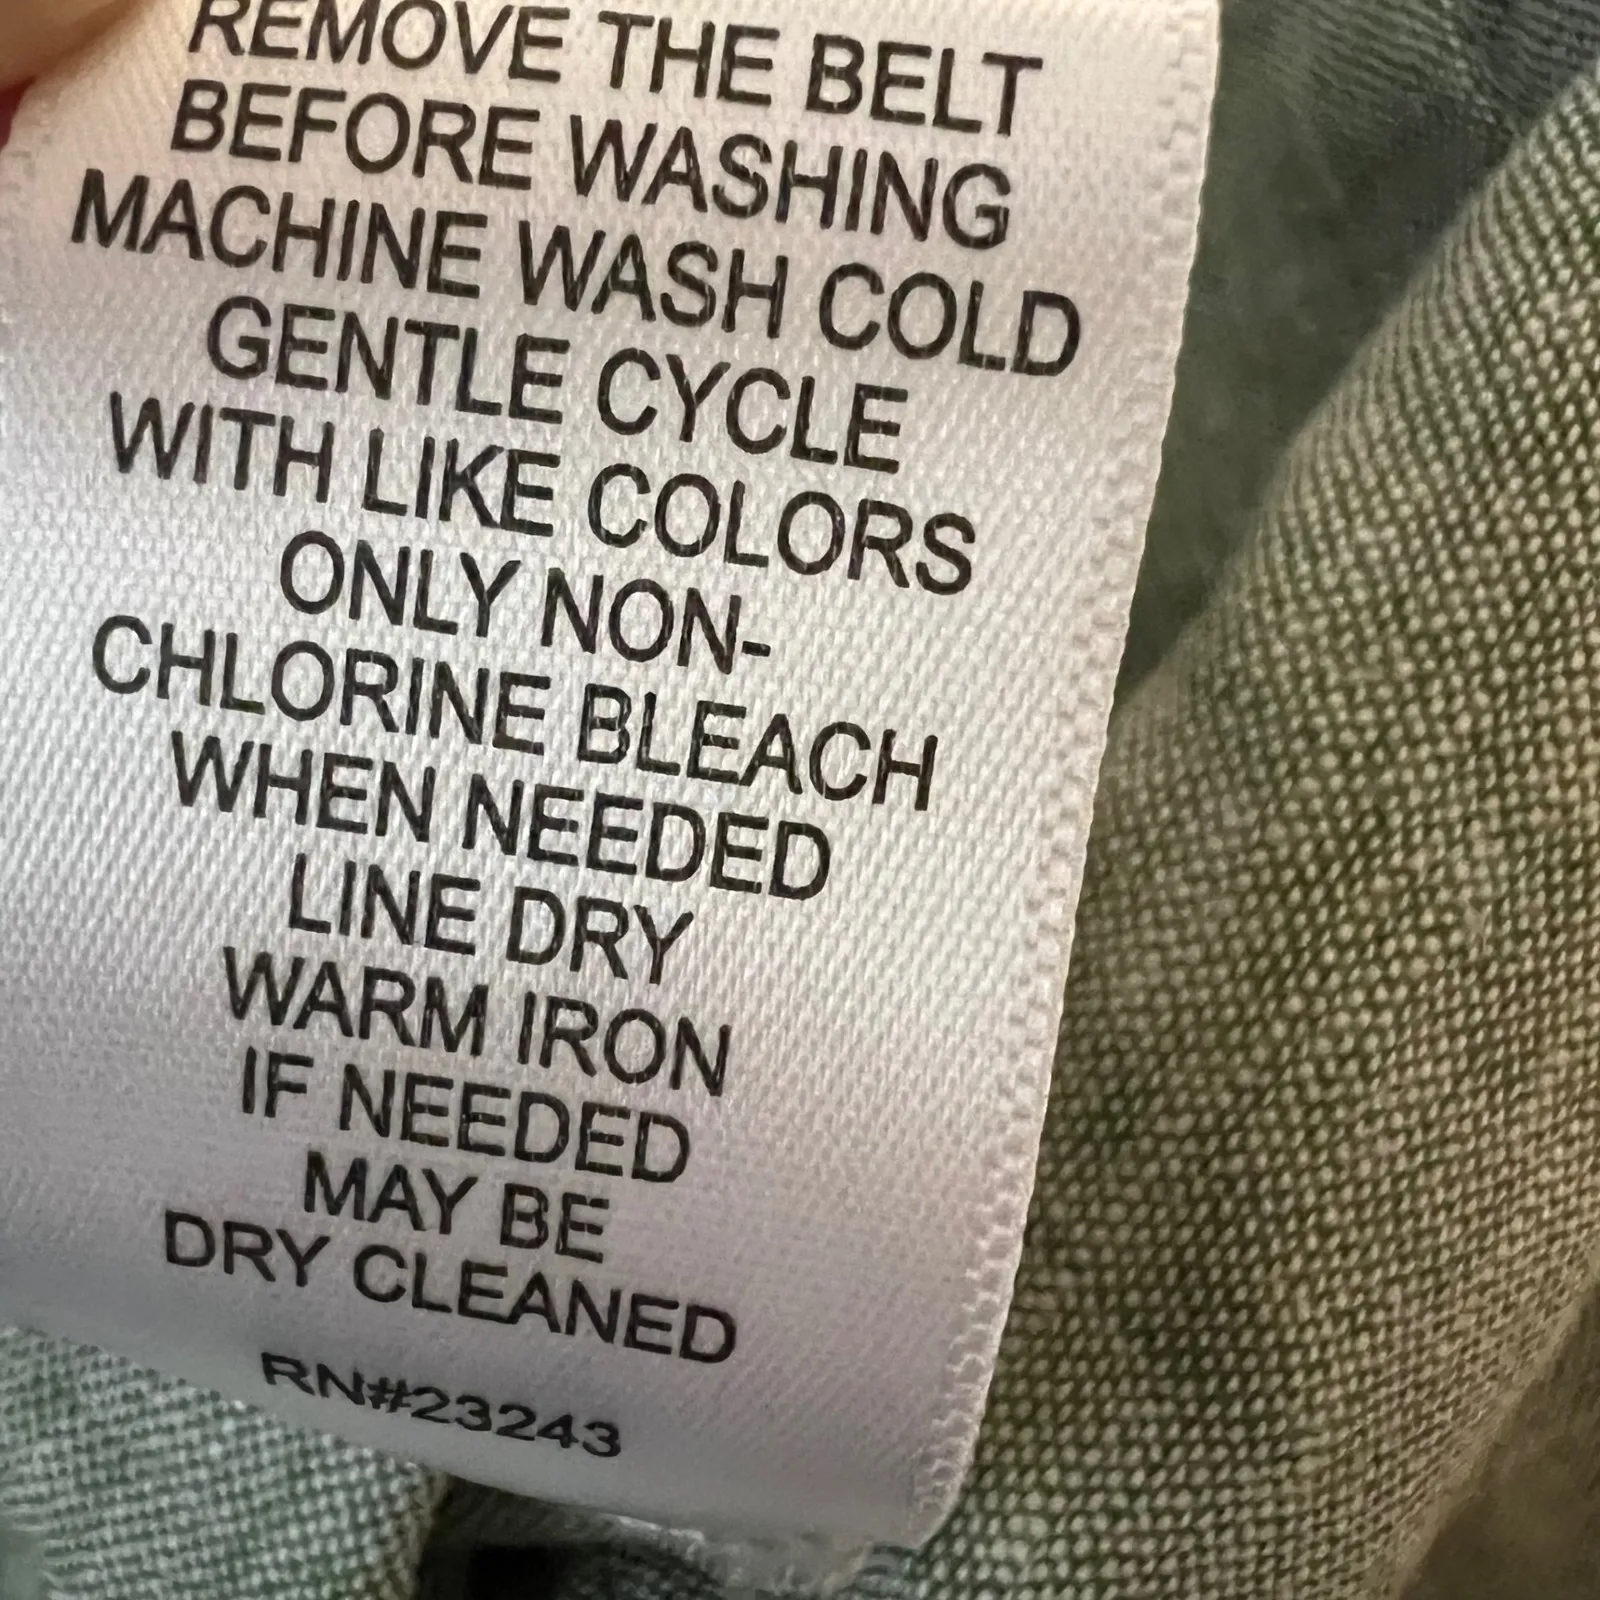 REMOVE THE BELT
BEFORE WASHING
MACHINE WASH COLD
GENTLE CYCLE
WITH LIKE COLORS
ONLY NON-
CHLORINE BLEACH
WHEN NEEDED
LINE DRY
WARM IRON
IF NEEDED
MAY BE
DRY CLEANED
RN#23243